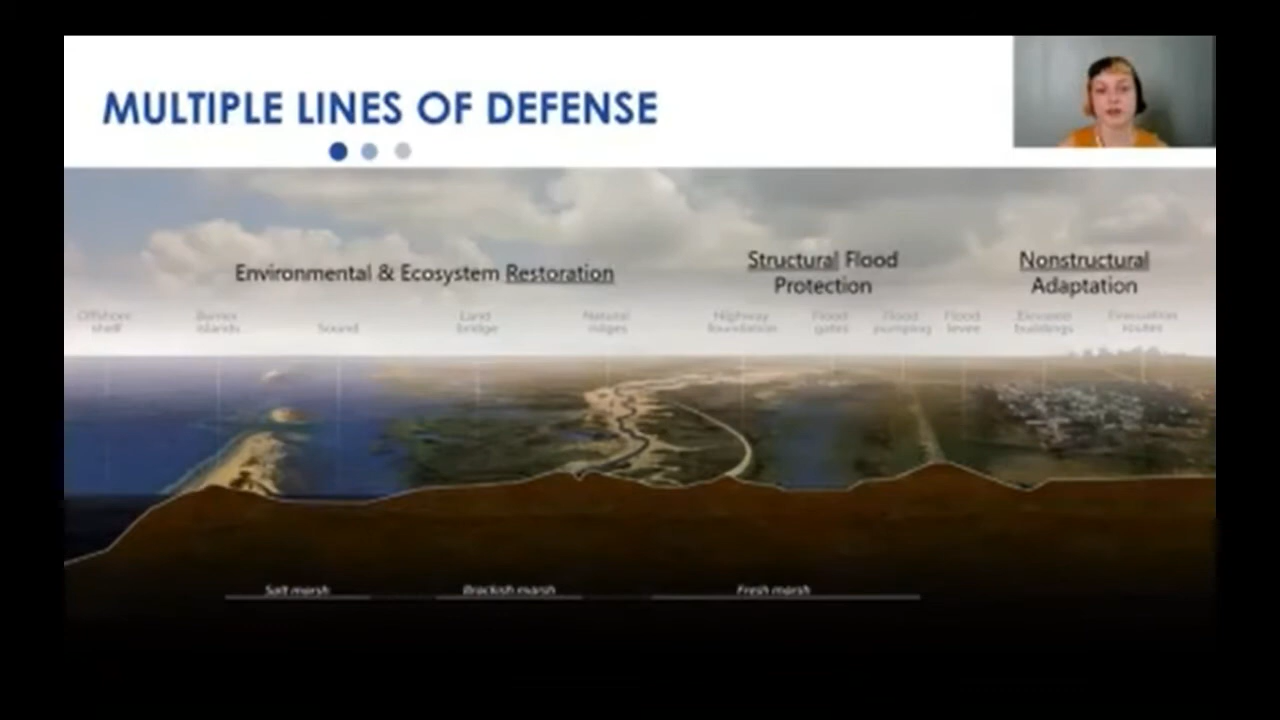 MULTIPLE LINES OF DEFENSE
Environmental & Ecosystem Restoration
Structural Flood
Protection
Nonstructural
Adaptation
Offshore
shelf
Barrier
islands
Sound
Land
bridge
Natural
ridges
Highway
foundation
Flood
gates
Flood
pumping
Flood
levee
Elevated
buildings
Evacuation
routes
Salt marsh
Brackish marsh
Fresh marsh